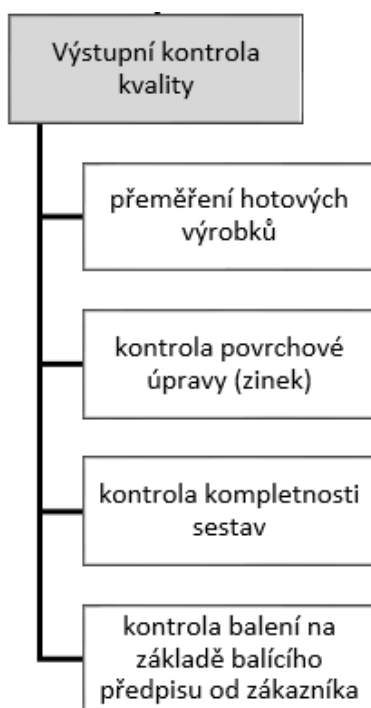 Výstupní kontrola
kvality
přeměření hotových
výrobků
kontrola povrchové
úpravy (zinek)
kontrola kompletnosti
sestav
kontrola balení na
základě balícího
předpisu od zákazníka